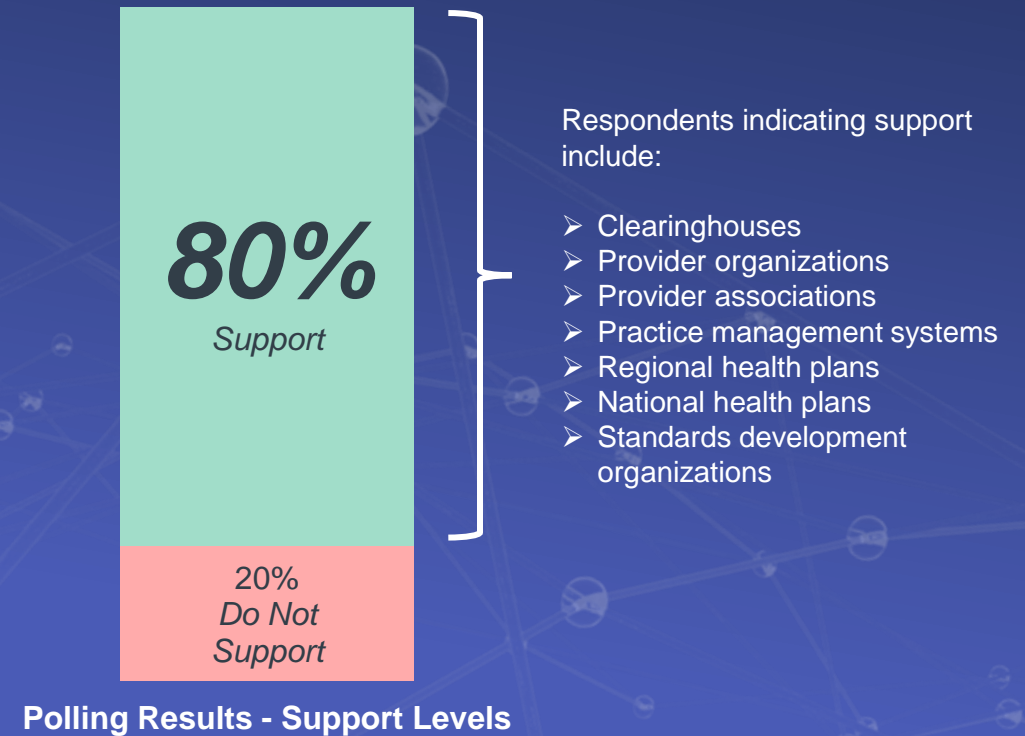 80%
Support
20%
Do Not
Support
Respondents indicating support
include:
➢ Clearinghouses
➢ Provider organizations
➢ Provider associations
➢ Practice management systems
➢ Regional health plans
➢ National health plans
➢ Standards development
organizations
Polling Results - Support Levels